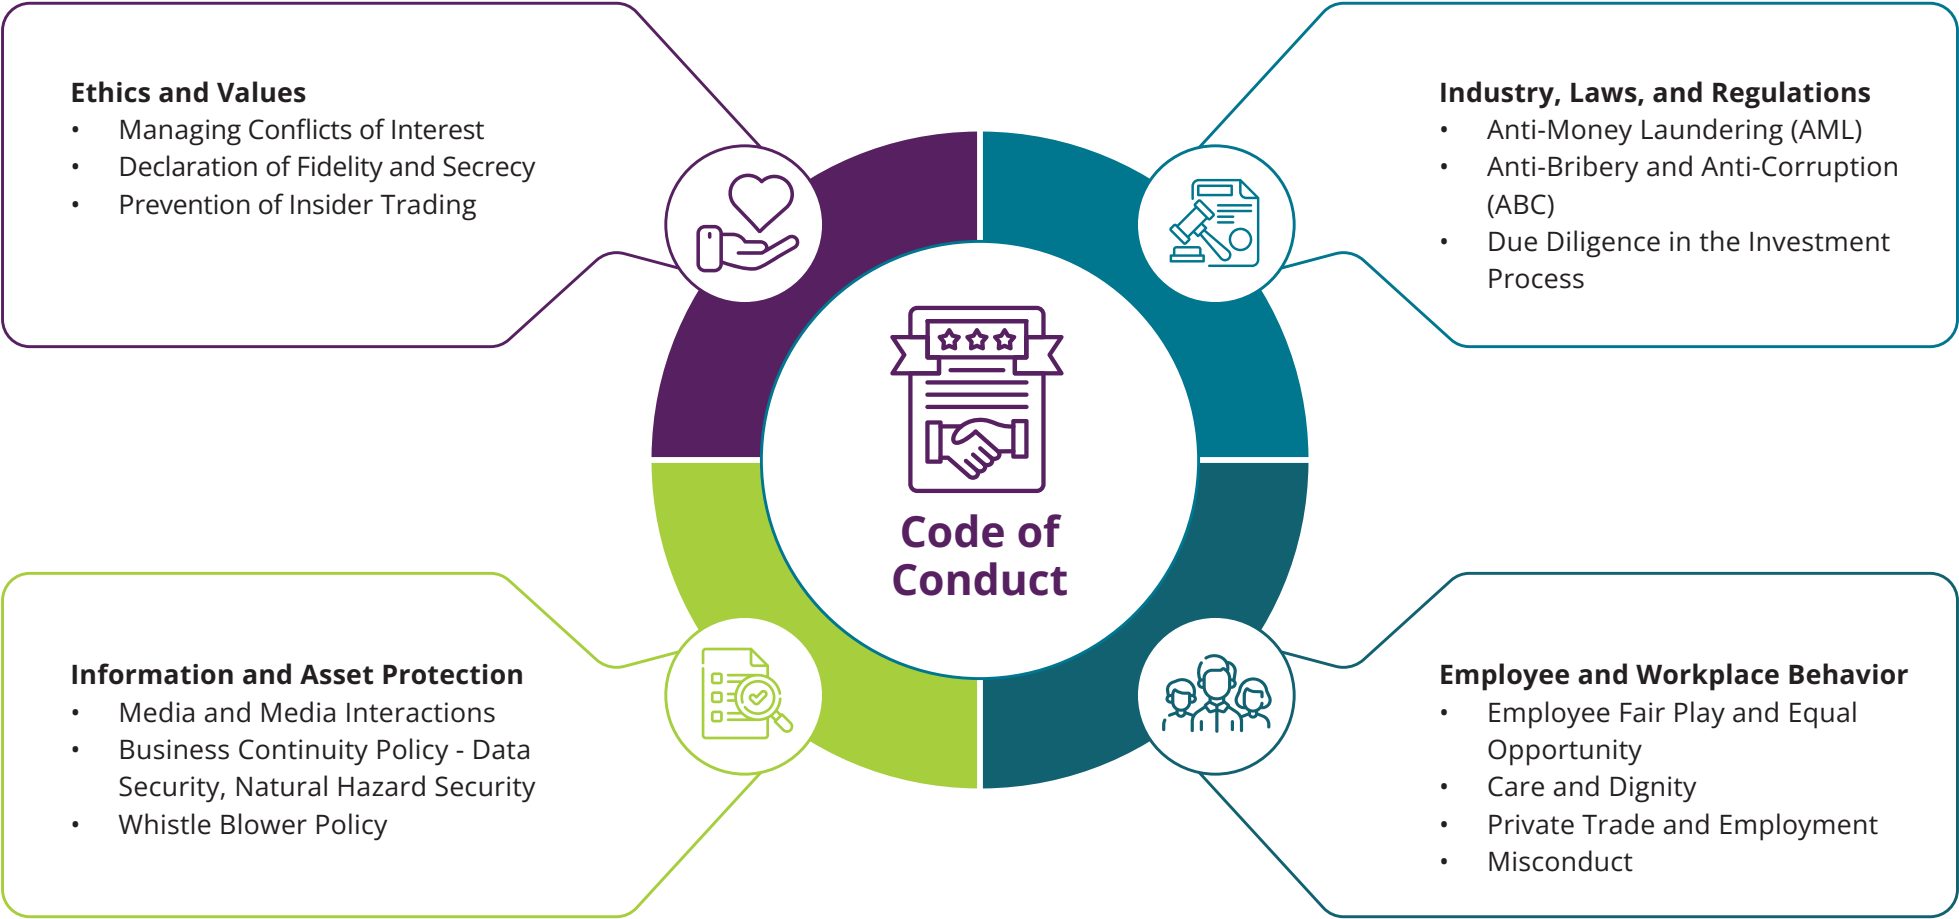 Ethics and Values
• Managing Conflicts of Interest
• Declaration of Fidelity and Secrecy
• Prevention of Insider Trading
Industry, Laws, and Regulations
• Anti-Money Laundering (AML)
• Anti-Bribery and Anti-Corruption
(ABC)
• Due Diligence in the Investment
Process
Code of
Conduct
Information and Asset Protection
• Media and Media Interactions
• Business Continuity Policy - Data
Security, Natural Hazard Security
• Whistle Blower Policy
Employee and Workplace Behavior
• Employee Fair Play and Equal
Opportunity
• Care and Dignity
• Private Trade and Employment
• Misconduct